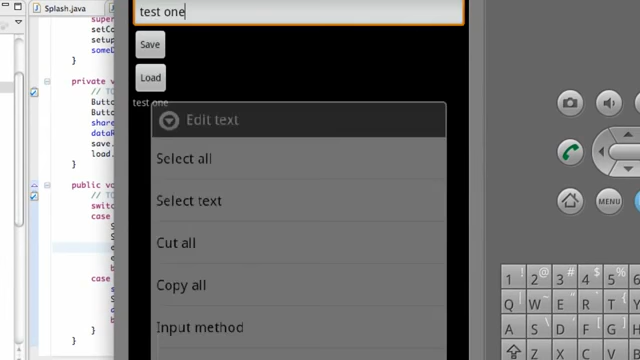 Splash.java
test one
super
setCo
setup
someD
}
Save
Load
test one
private
// TO
Butto
Butto
share
dataR
save.
load.
}
public vo
// TO
switc
case
S
S
e
e
b
case
s
S
d
b
}
}
Edit text
Select all
Select text
Cut all
Copy all
Input method
MENU
1 ! 2 @ 3 # 4 $ 5 % 6
Q W E R T
A S D F G
Z X C V